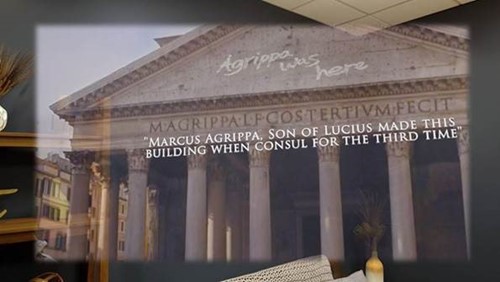 Agrippa was here
M·AGRIPPA·L·F·COS·TERTIVM·FECIT
"MARCUS AGRIPPA, SON OF LUCIUS MADE THIS
BUILDING WHEN CONSUL FOR THE THIRD TIME"